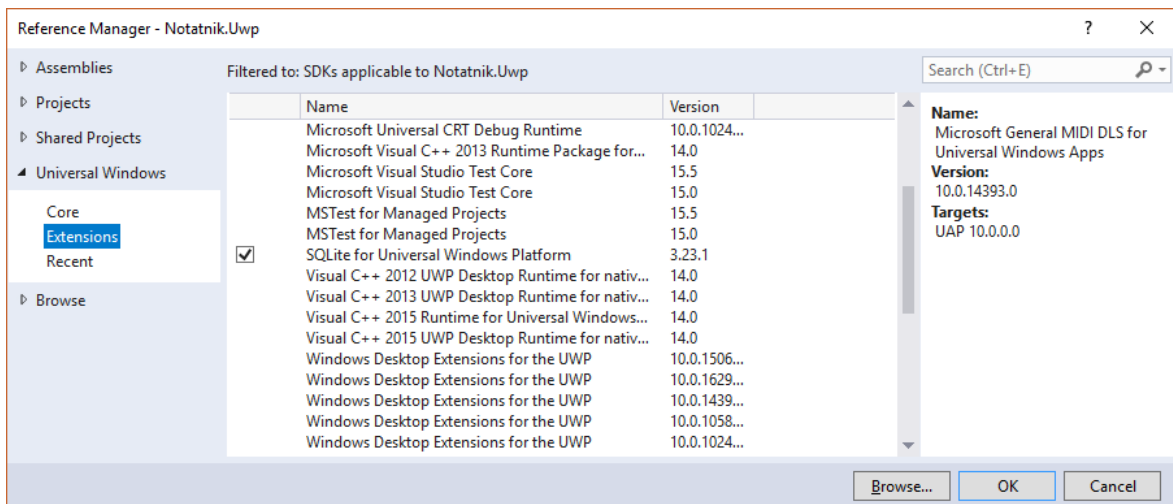 Reference Manager - Notatnik.Uwp
? ×
Assemblies
Projects
Shared Projects
Universal Windows
Core
Extensions
Recent
Browse
Filtered to: SDKs applicable to Notatnik.Uwp
Name Version
Microsoft Universal CRT Debug Runtime 10.0.1024...
Microsoft Visual C++ 2013 Runtime Package for... 14.0
Microsoft Visual Studio Test Core 15.5
Microsoft Visual Studio Test Core 15.0
MSTest for Managed Projects 15.5
MSTest for Managed Projects 15.0
SQLite for Universal Windows Platform 3.23.1
Visual C++ 2012 UWP Desktop Runtime for nativ... 14.0
Visual C++ 2013 UWP Desktop Runtime for nativ... 14.0
Visual C++ 2015 Runtime for Universal Windows... 14.0
Visual C++ 2015 UWP Desktop Runtime for nativ... 14.0
Windows Desktop Extensions for the UWP 10.0.1506...
Windows Desktop Extensions for the UWP 10.0.1629...
Windows Desktop Extensions for the UWP 10.0.1439...
Windows Desktop Extensions for the UWP 10.0.1058...
Windows Desktop Extensions for the UWP 10.0.1024...
Search (Ctrl+E)
Name:
Microsoft General MIDI DLS for
Universal Windows Apps
Version:
10.0.14393.0
Targets:
UAP 10.0.0.0
Browse... OK Cancel